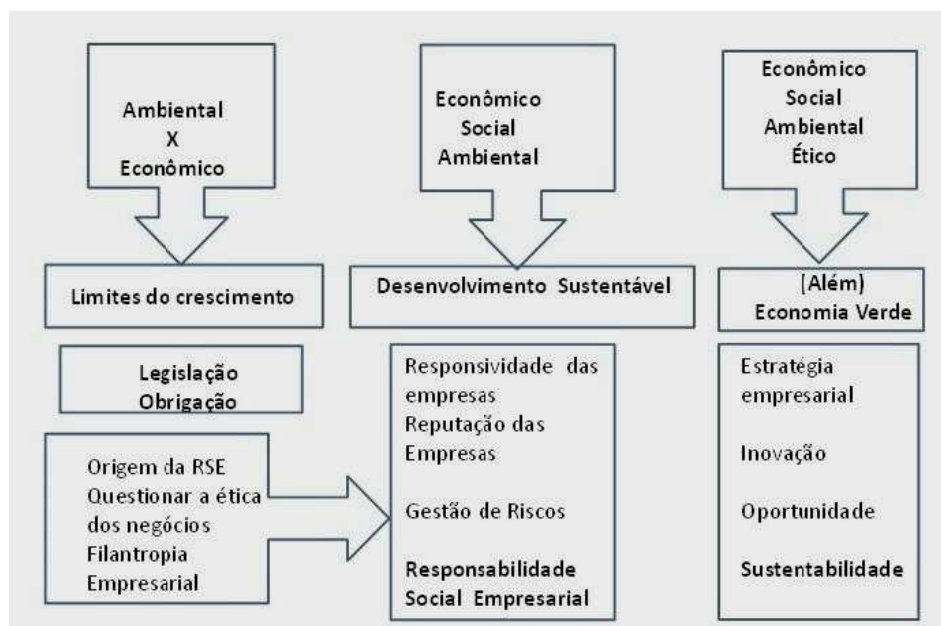 Ambiental
X
Econômico
Limites do crescimento
Legislação
Obrigação
Origem da RSE
Questionar a ética
dos negócios
Filantropia
Empresarial
Econômico
Social
Ambiental
Desenvolvimento Sustentável
Responsividade das
empresas
Reputação das
Empresas
Gestão de Riscos
Responsabilidade
Social Empresarial
Econômico
Social
Ambiental
Ético
(Além)
Economia Verde
Estratégia
empresarial
Inovação
Oportunidade
Sustentabilidade